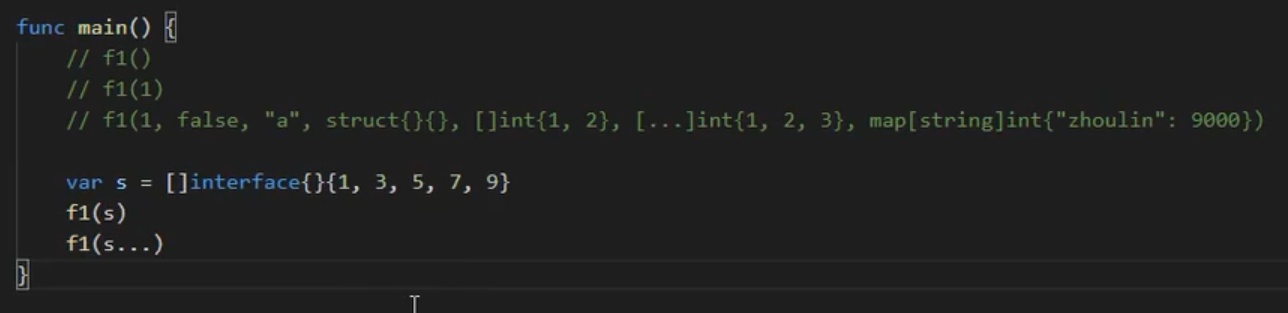 func main() {
// f1()
// f1(1)
// f1(1, false, "a", struct{}{}, []int{1, 2}, [...]int{1, 2, 3}, map[string]int{"zhoulin": 9000})
var s = []interface{}{1, 3, 5, 7, 9}
f1(s)
f1(s...)
}